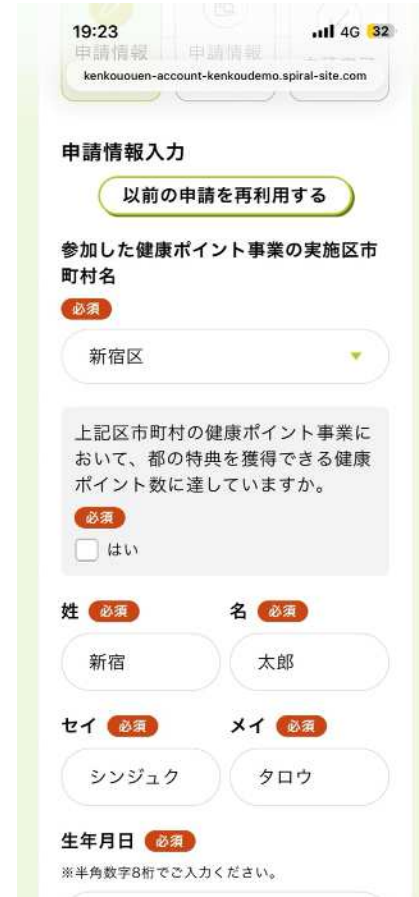 19:23
4G 32
申請情報
申請情報
kenkououen-account-kenkoudemo.spiral-site.com
申請情報入力
以前の申請を再利用する
参加した健康ポイント事業の実施区市
町村名
必須
新宿区
上記区市町村の健康ポイント事業に
おいて、都の特典を獲得できる健康
ポイント数に達していますか。
必須
はい
姓 必須 名 必須
新宿 太郎
セイ 必須 メイ 必須
シンジュク タロウ
生年月日 必須
※半角数字8桁でご入力ください。